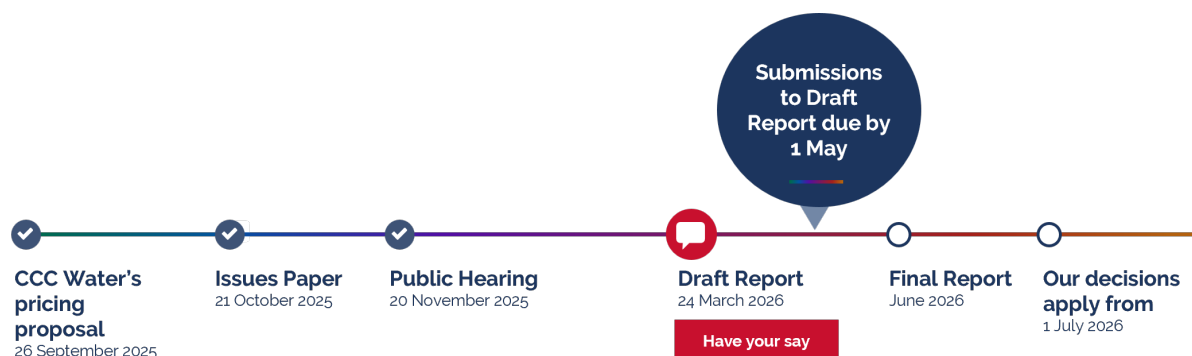 Submissions
to Draft
Report due by
1 May
CCC Water's
pricing
proposal
26 September 2025
Issues Paper
21 October 2025
Public Hearing
20 November 2025
Draft Report
24 March 2026
Have your say
Final Report
June 2026
Our decisions
apply from
1 July 2026